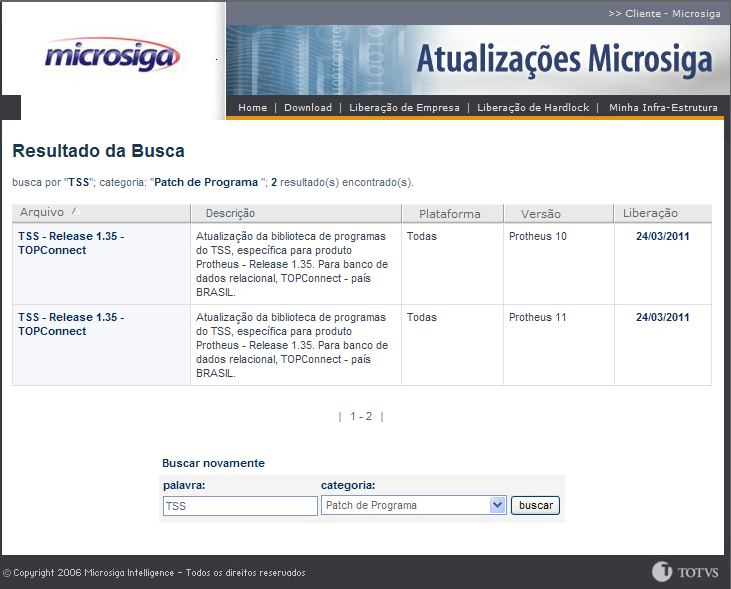 >> Cliente - Microsiga
microsiga
Atualizações Microsiga
Home | Download | Liberação de Empresa | Liberação de Hardlock | Minha Infra-Estrutura
Resultado da Busca
busca por "TSS"; categoria: "Patch de Programa "; 2 resultado(s) encontrado(s).
Arquivo Descrição Plataforma Versão Liberação
TSS - Release 1.35 -
TOPConnect
Atualização da biblioteca de programas
do TSS, específica para produto
Protheus - Release 1.35. Para banco de
dados relacional, TOPConnect - país
BRASIL.
Todas
Protheus 10
24/03/2011
TSS - Release 1.35 -
TOPConnect
Atualização da biblioteca de programas
do TSS, específica para produto
Protheus - Release 1.35. Para banco de
dados relacional, TOPConnect - país
BRASIL.
Todas
Protheus 11
24/03/2011
| 1 - 2 |
Buscar novamente
palavra: categoria:
TSS Patch de Programa buscar
© Copyright 2006 Microsiga Intelligence - Todos os direitos reservados
TOTVS